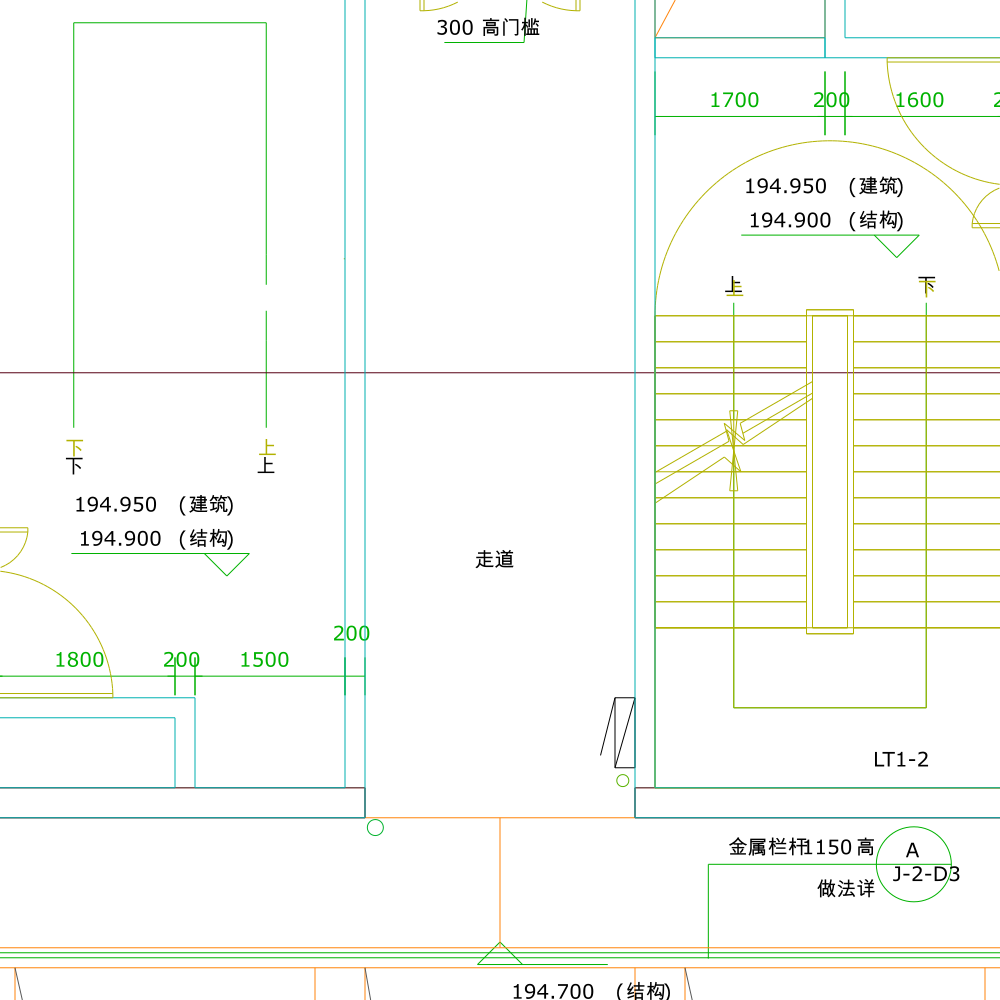 300 高门槛
1700 200 1600
194.950 （建筑）
194.900 （结构）
上 下
下 上
下 上
194.950 （建筑）
194.900 （结构）
走道
200
1800 200 1500
LT1-2
金属栏杆1150 高
A
J-2-D3
做法详
194.700 （结构）